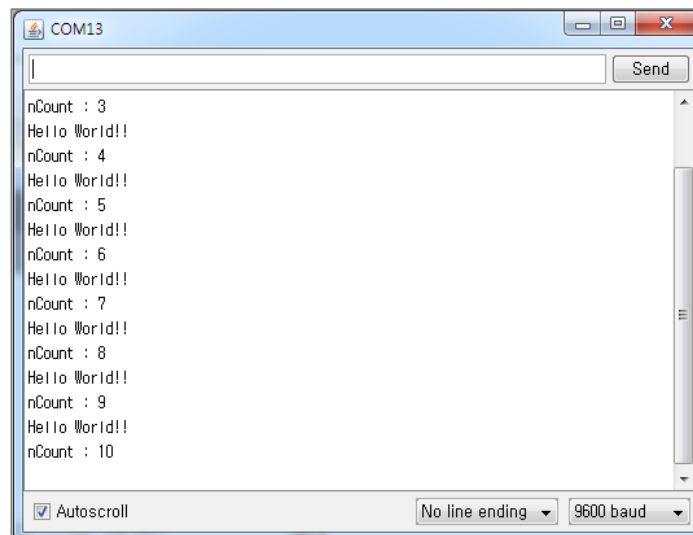 COM13
Send
nCount : 3
Hello World!!
nCount : 4
Hello World!!
nCount : 5
Hello World!!
nCount : 6
Hello World!!
nCount : 7
Hello World!!
nCount : 8
Hello World!!
nCount : 9
Hello World!!
nCount : 10
Autoscroll
No line ending
9600 baud